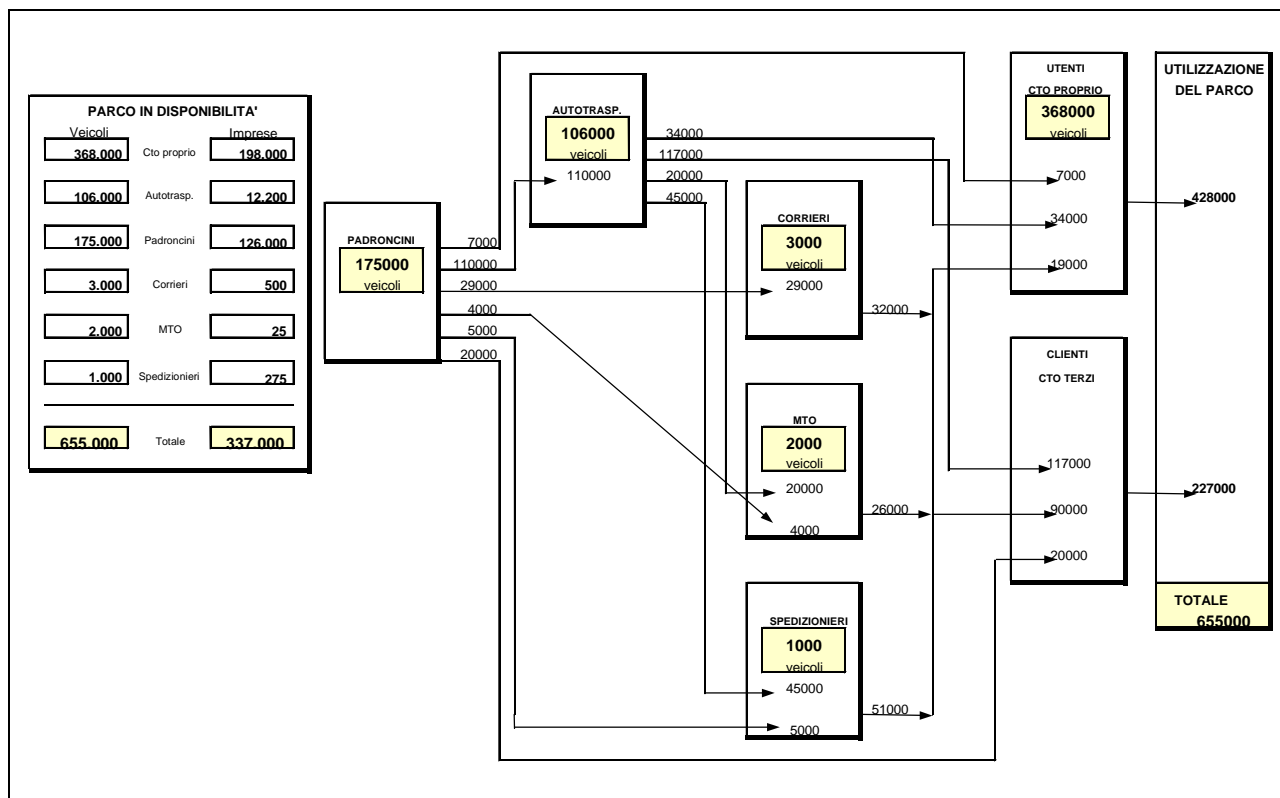 PARCO IN DISPONIBILITA'
Veicoli Imprese
368.000 Cto proprio 198.000
106.000 Autotrasp. 12.200
175.000 Padroncini 126.000
3.000 Corrieri 500
2.000 MTO 25
1.000 Spedizionieri 275
655.000 Totale 337.000
PADRONCINI
175000
veicoli
7000
110000
29000
4000
5000
20000
AUTOTRASP.
106000
veicoli
110000
34000
117000
20000
45000
CORRIERI
3000
veicoli
29000
32000
MTO
2000
veicoli
20000
4000
26000
SPEDIZIONIERI
1000
veicoli
45000
5000
51000
UTENTI
CTO PROPRIO
368000
veicoli
7000
34000
19000
CLIENTI
CTO TERZI
117000
90000
20000
UTILIZZAZIONE
DEL PARCO
428000
227000
TOTALE
655000